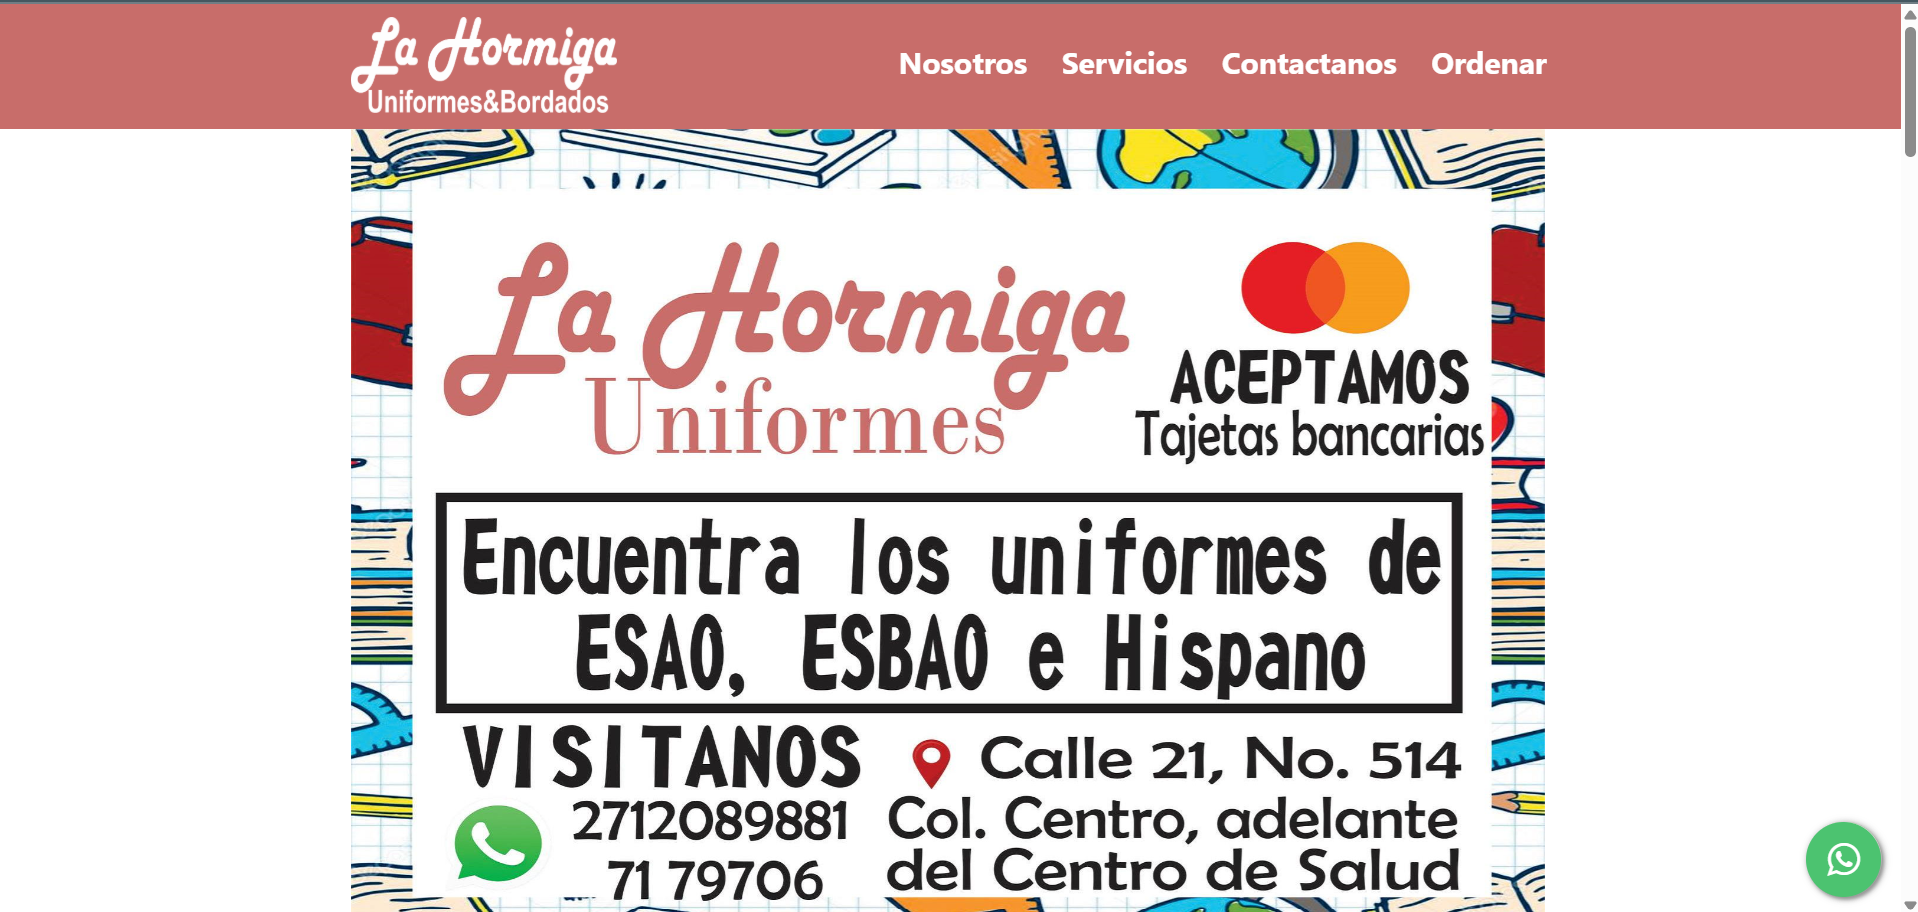 La Hormiga
Uniformes&Bordados
Nosotros Servicios Contactanos Ordenar
La Hormiga
Uniformes
ACEPTAMOS
Tajetas bancarias
Encuentra los uniformes de
ESAO, ESBAO e Hispano
VISITANOS
2712089881
71 79706
Calle 21, No. 514
Col. Centro, adelante
del Centro de Salud